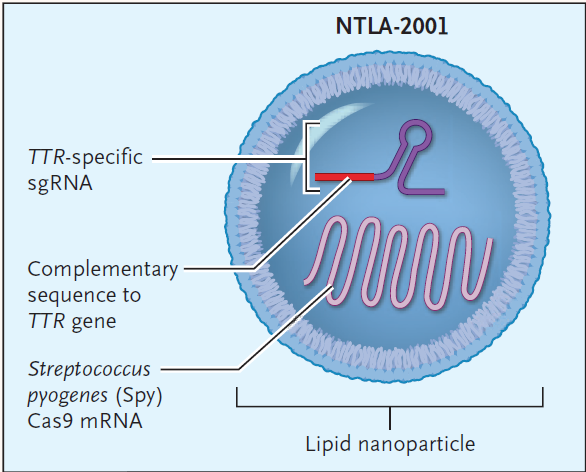 NTLA-2001
TTR-specific
sgRNA
Complementary
sequence to
TTR gene
Streptococcus
pyogenes (Spy)
Cas9 mRNA
Lipid nanoparticle